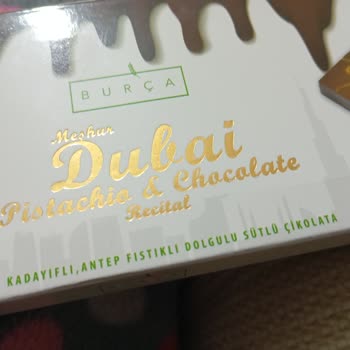 BURÇA
Meşhur
Dubai
Pistachio & Chocolate
Recital
KADAYIFLI,ANTEP FISTIKLI DOLGULU SÜTLÜ ÇİKOLATA